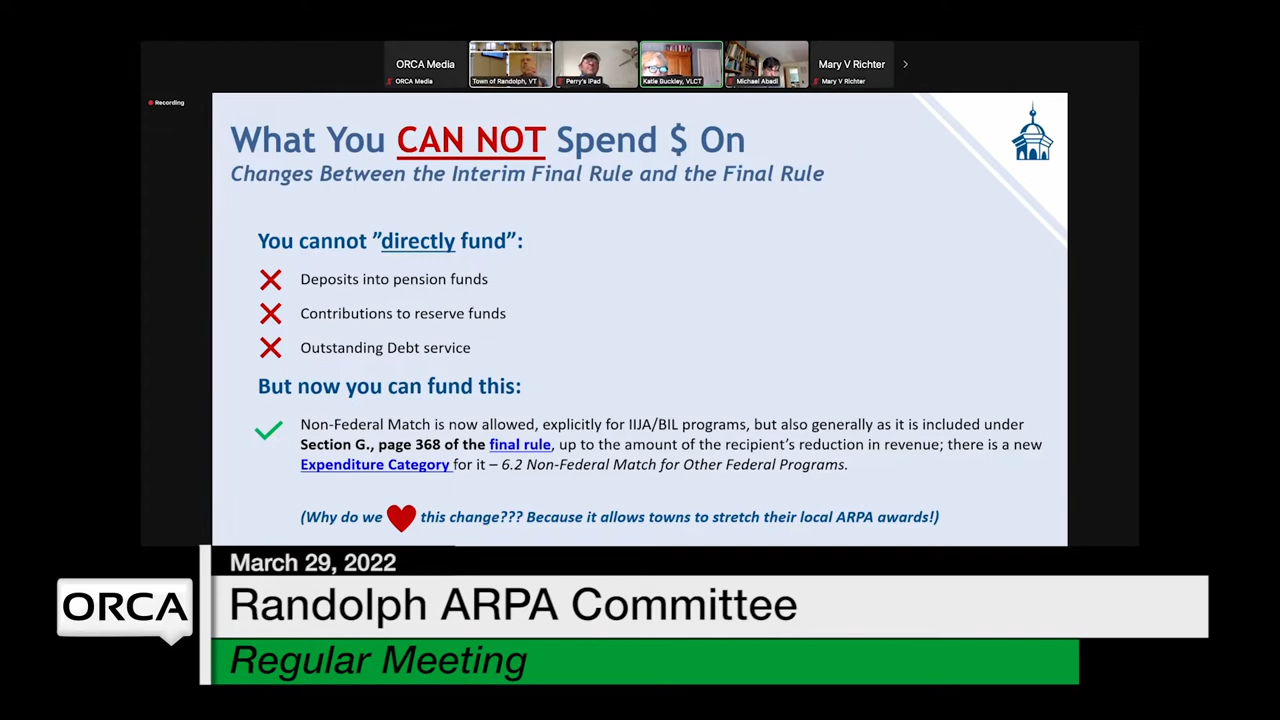 ORCA Media
Mary V Richter
ORCA Media
Town of Randolph, VT
Perry's iPad
Katie Buckley, VLCT
Michael Abadi
Mary V Richter
Recording
What You CAN NOT Spend $ On
Changes Between the Interim Final Rule and the Final Rule
You cannot ”directly fund”:
Deposits into pension funds
Contributions to reserve funds
Outstanding Debt service
But now you can fund this:
Non-Federal Match is now allowed, explicitly for IIJA/BIL programs, but also generally as it is included under
Section G., page 368 of the final rule, up to the amount of the recipient's reduction in revenue; there is a new
Expenditure Category for it – 6.2 Non-Federal Match for Other Federal Programs.
(Why do we ❤ this change??? Because it allows towns to stretch their local ARPA awards!)
March 29, 2022
ORCA
Randolph ARPA Committee
Regular Meeting